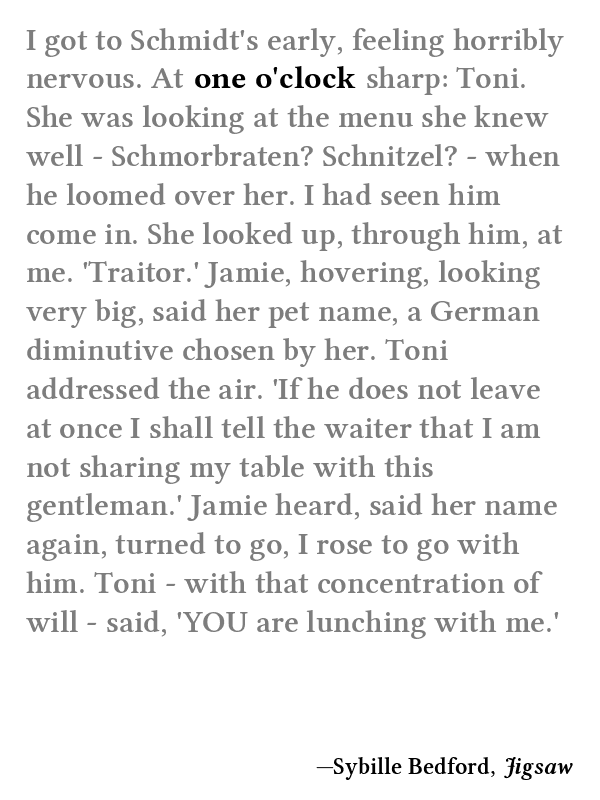 I got to Schmidt's early, feeling horribly
nervous. At one o'clock sharp: Toni.
She was looking at the menu she knew
well - Schmorbraten? Schnitzel? - when
he loomed over her. I had seen him
come in. She looked up, through him, at
me. 'Traitor.' Jamie, hovering, looking
very big, said her pet name, a German
diminutive chosen by her. Toni
addressed the air. 'If he does not leave
at once I shall tell the waiter that I am
not sharing my table with this
gentleman.' Jamie heard, said her name
again, turned to go, I rose to go with
him. Toni - with that concentration of
will - said, 'YOU are lunching with me.'
—Sybille Bedford, Jigsaw